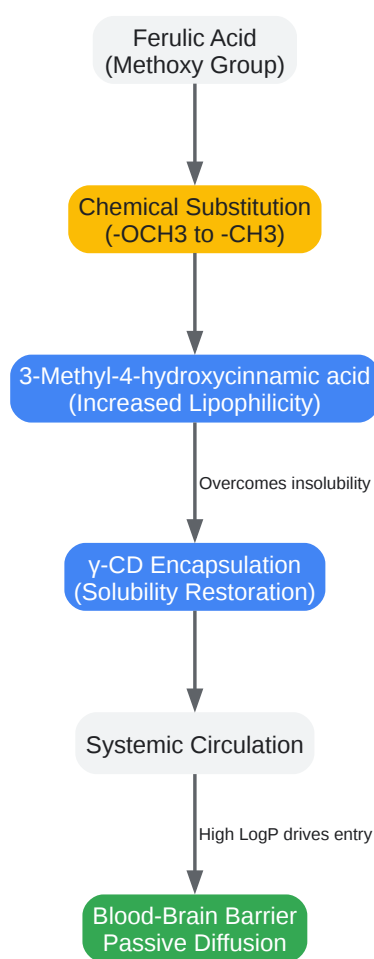 Ferulic Acid
(Methoxy Group)
Chemical Substitution
(-OCH3 to -CH3)
3-Methyl-4-hydroxycinnamic acid
(Increased Lipophilicity)
Overcomes insolubility
γ-CD Encapsulation
(Solubility Restoration)
Systemic Circulation
High LogP drives entry
Blood-Brain Barrier
Passive Diffusion